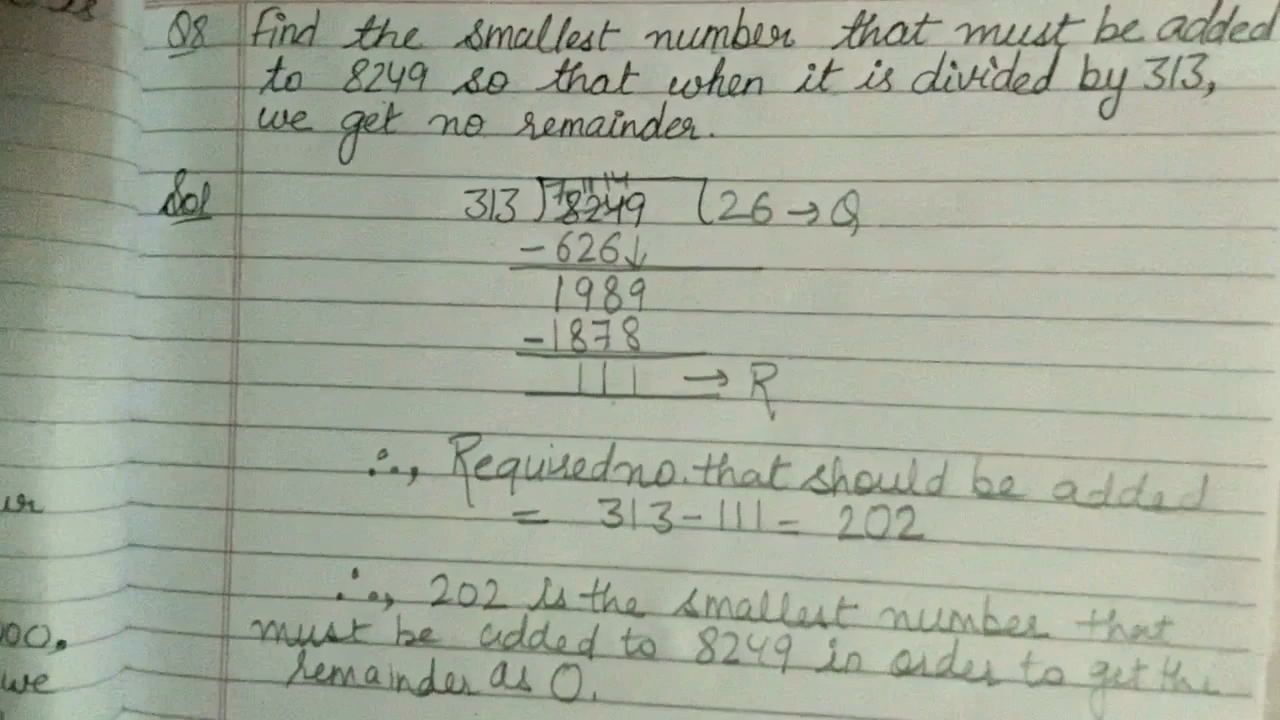 Q8 Find the smallest number that must be added
to 8249 so that when it is divided by 313,
we get no remainder.
Sol 313 ) 8249 ( 26 → Q
- 626 ↓
1989
- 1878
111 → R
∴, Required no. that should be added
= 313 - 111 = 202
∴, 202 is the smallest number that
must be added to 8249 in order to get the
remainder as 0.
ur
00.
we